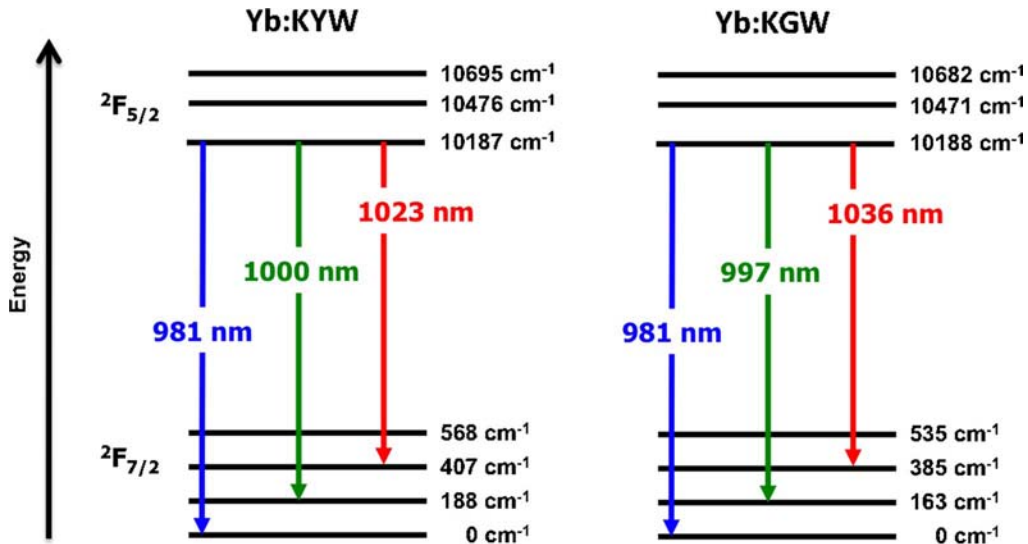 Yb:KYW
Yb:KGW
Energy
²F₅/₂
10695 cm⁻¹
10476 cm⁻¹
10187 cm⁻¹
1023 nm
1000 nm
981 nm
²F₇/₂
568 cm⁻¹
407 cm⁻¹
188 cm⁻¹
0 cm⁻¹
10682 cm⁻¹
10471 cm⁻¹
10188 cm⁻¹
1036 nm
997 nm
981 nm
535 cm⁻¹
385 cm⁻¹
163 cm⁻¹
0 cm⁻¹